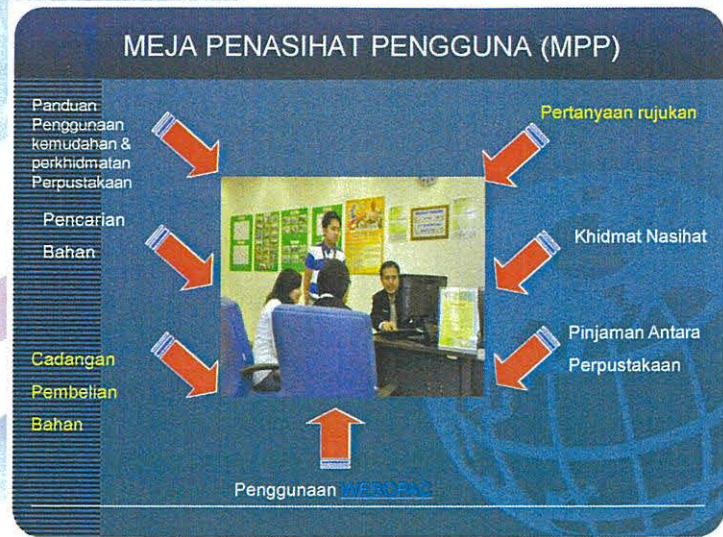 MEJA PENASIHAT PENGGUNA (MPP)
Panduan
Penggunaan
kemudahan &
perkhidmatan
Perpustakaan
Pencarian
Bahan
Cadangan
Pembelian
Bahan
Pertanyaan rujukan
Khidmat Nasihat
Pinjaman Antara
Perpustakaan
Penggunaan WEBOPAC